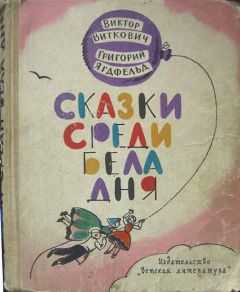 ВИКТОР
ВИТКОВИЧ
ГРИГОРИЙ
ЯГДФЕЛЬД
СКАЗКИ
СРЕДИ
БЕЛА
ДНЯ
Издательство
„Детская литература"